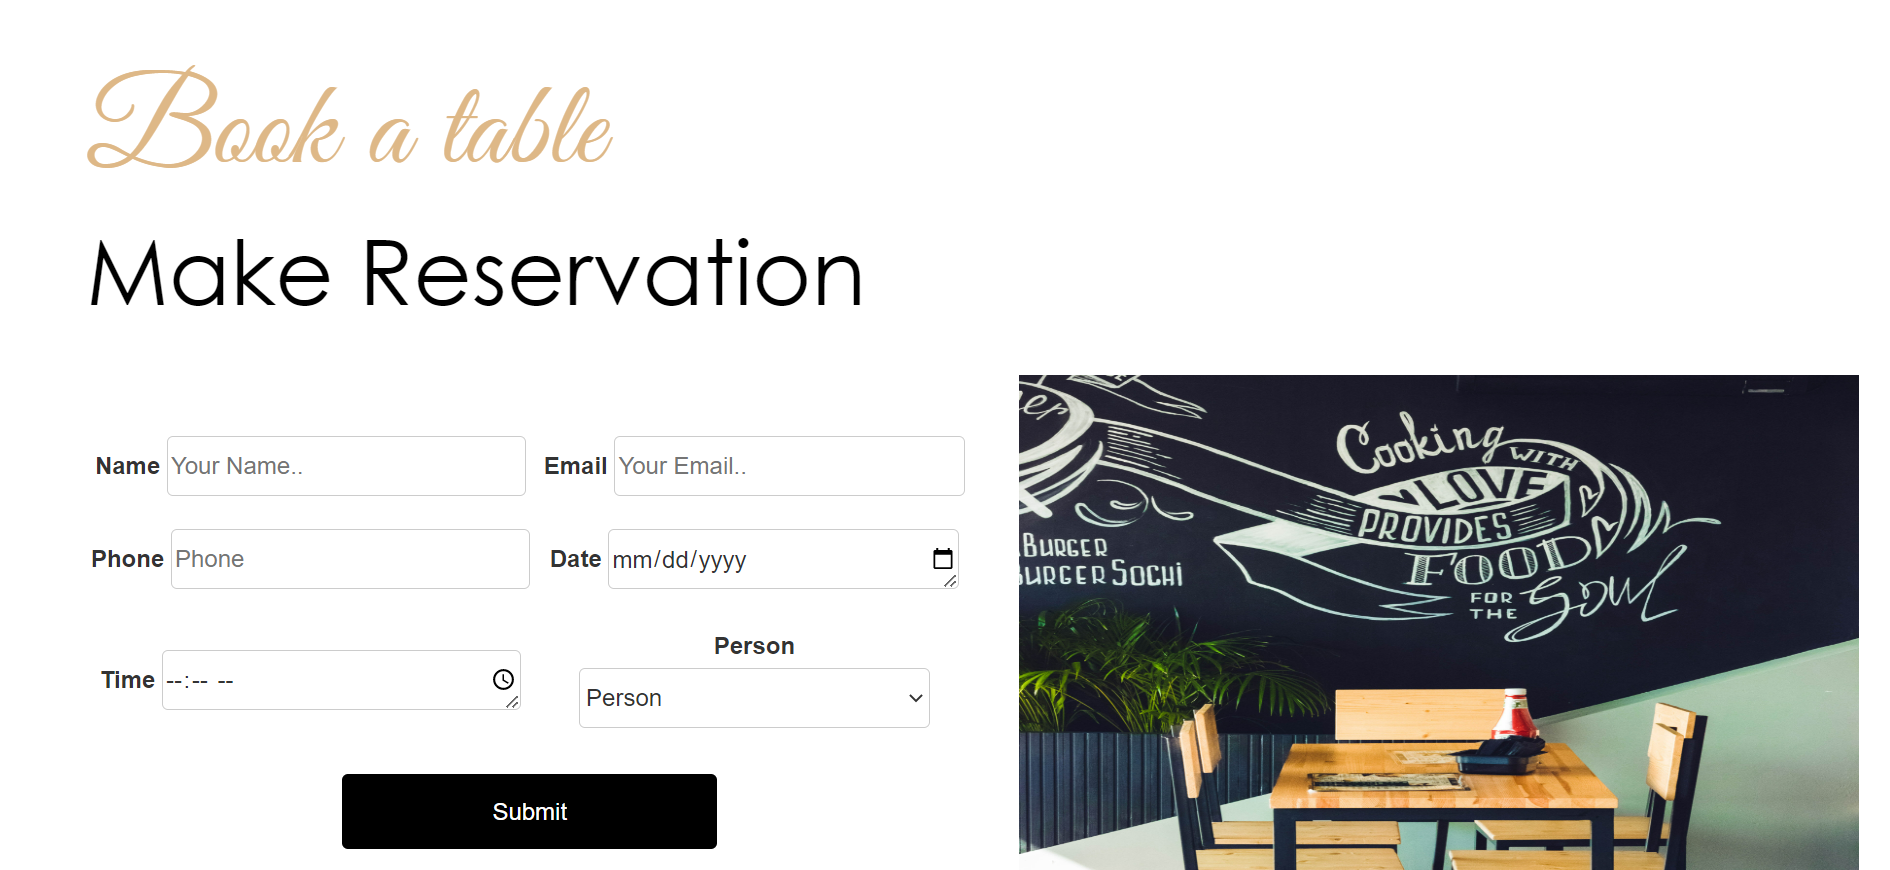 Book a table
Make Reservation
Name Your Name..
Email Your Email..
Phone Phone
Date mm/dd/yyyy
Time --:-- --
Person
Person
Submit
Cooking
WITH
LOVE
PROVIDES
FOOD
FOR
THE
Soul
BURGER
BURGER SOCHI